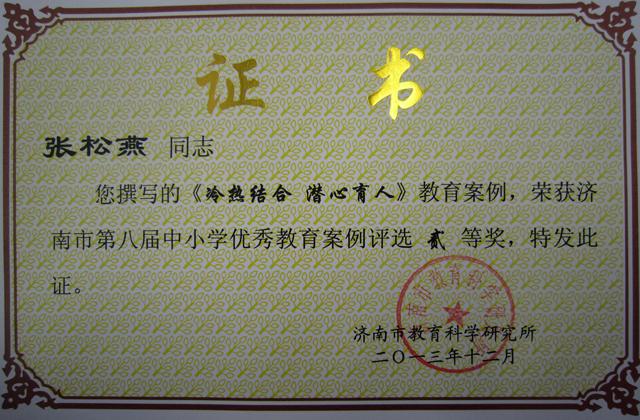 证 书
张松燕 同志
您撰写的《冷热结合 潜心育人》教育案例，荣获济
南市第八届中小学优秀教育案例评选 贰 等奖，特发此
证。
济南市教育科学研究所
二〇一三年十二月